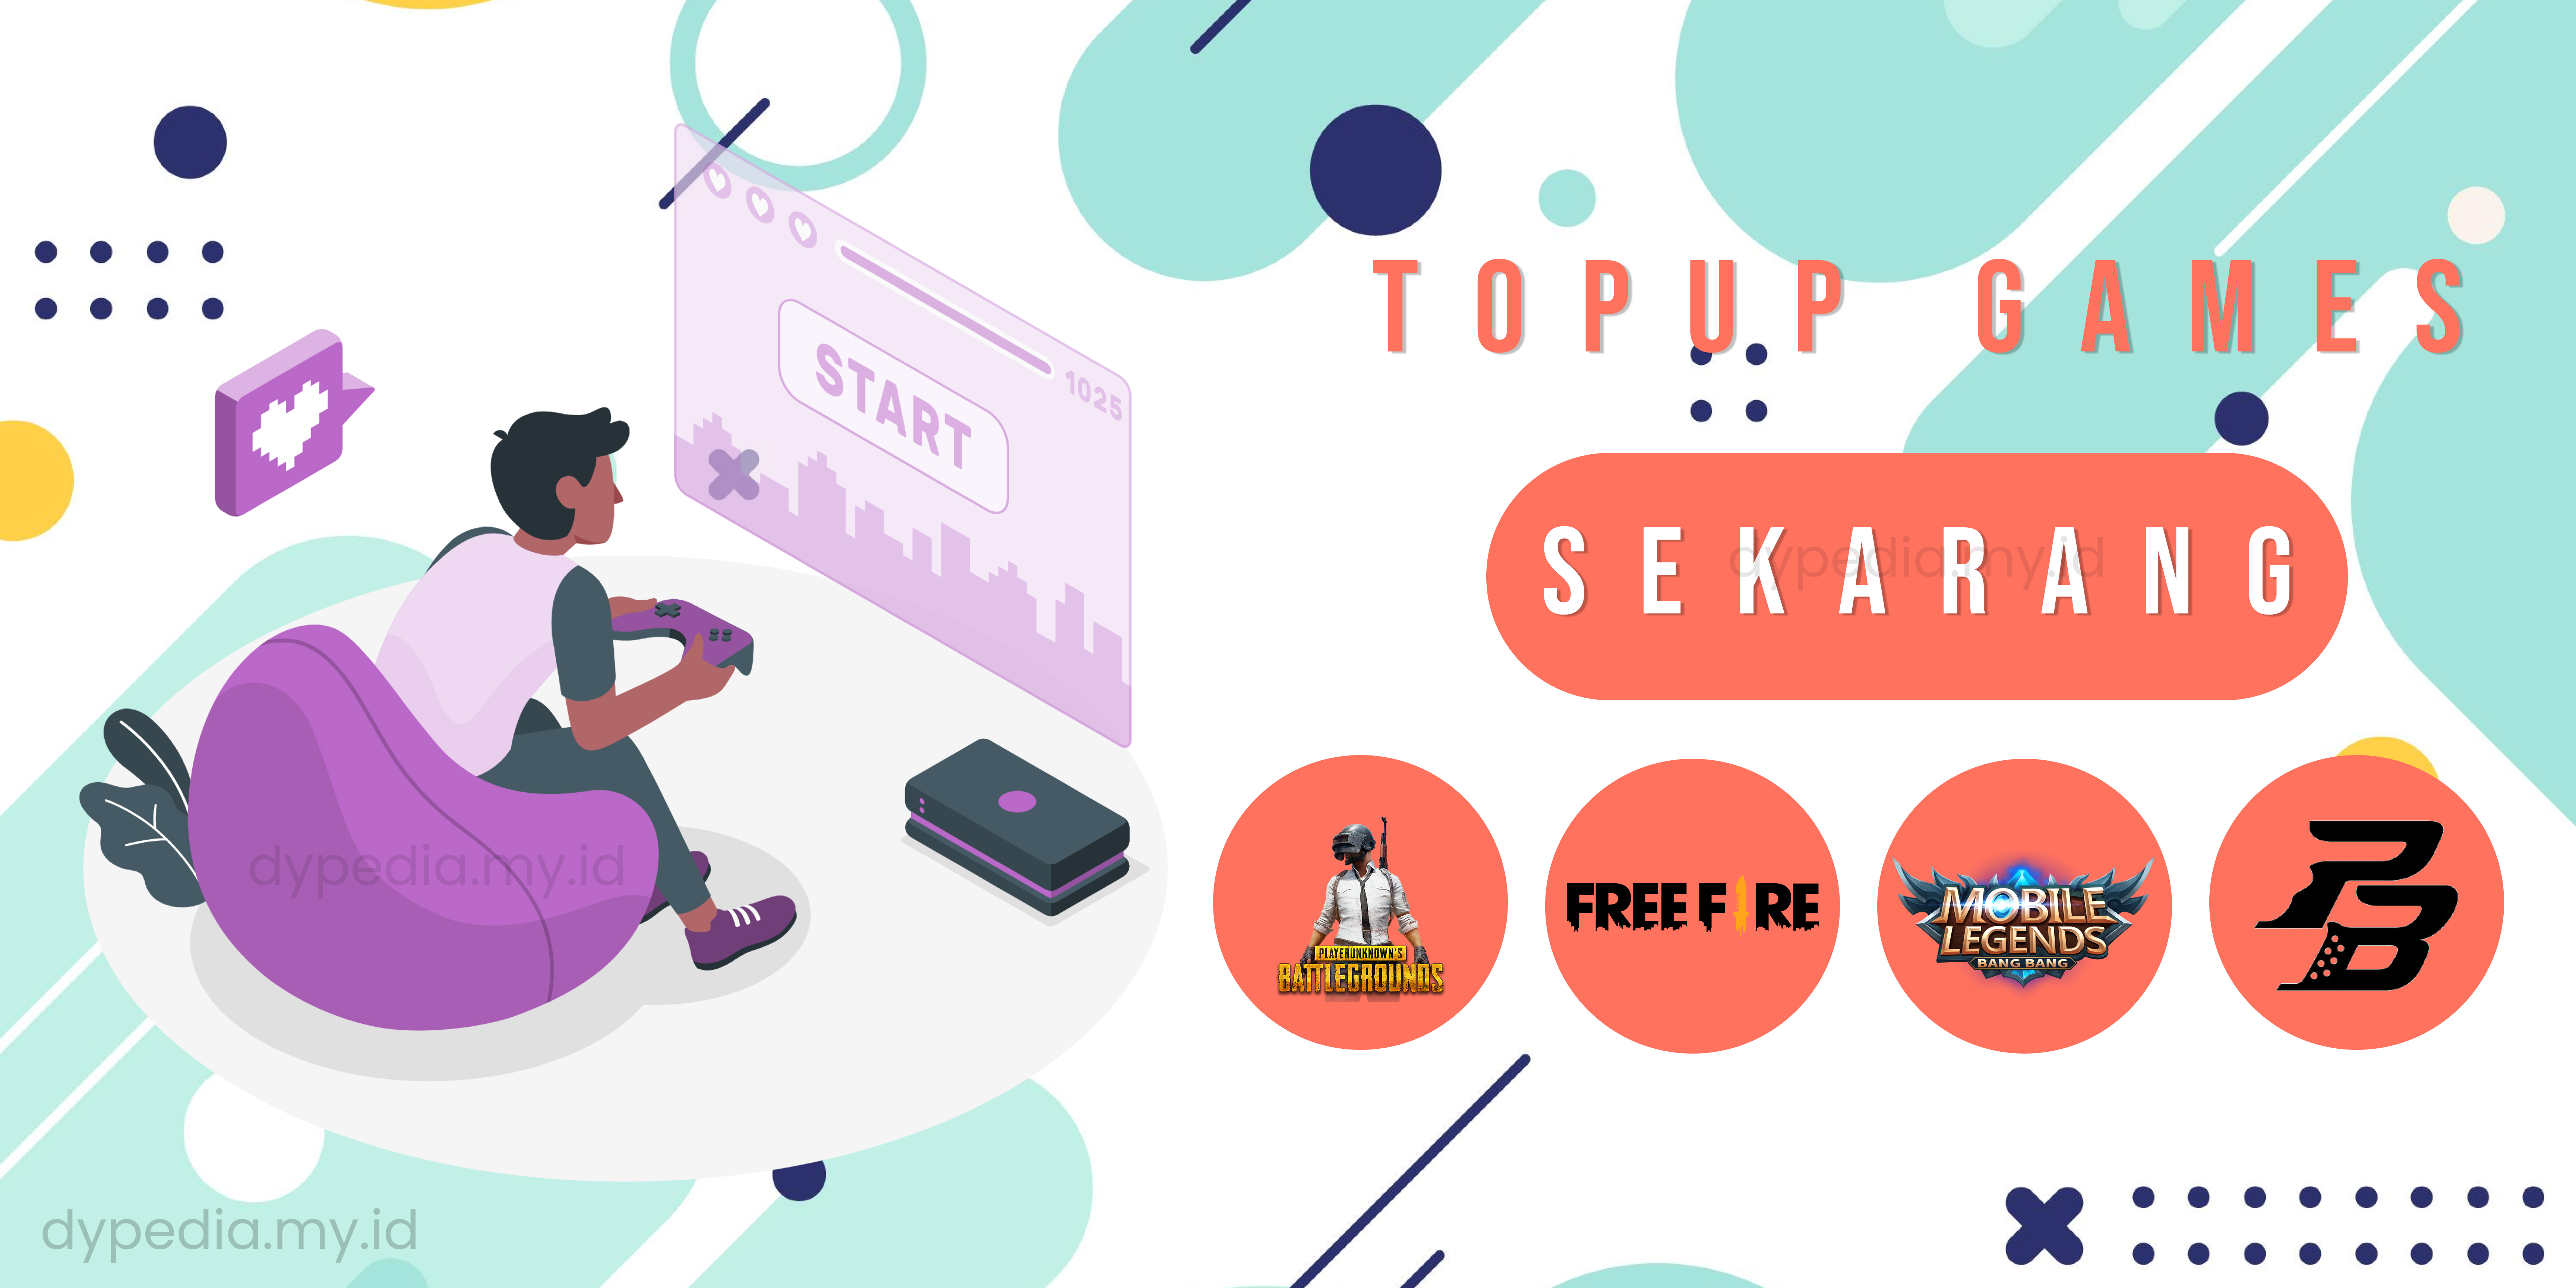 START
1025
TOPUP GAMES
SEKARANG
dypedia.my.id
PLAYERUNKNOWN'S
BATTLEGROUNDS
FREE FIRE
MOBILE
LEGENDS
BANG BANG
PB
dypedia.my.id
dypedia.my.id